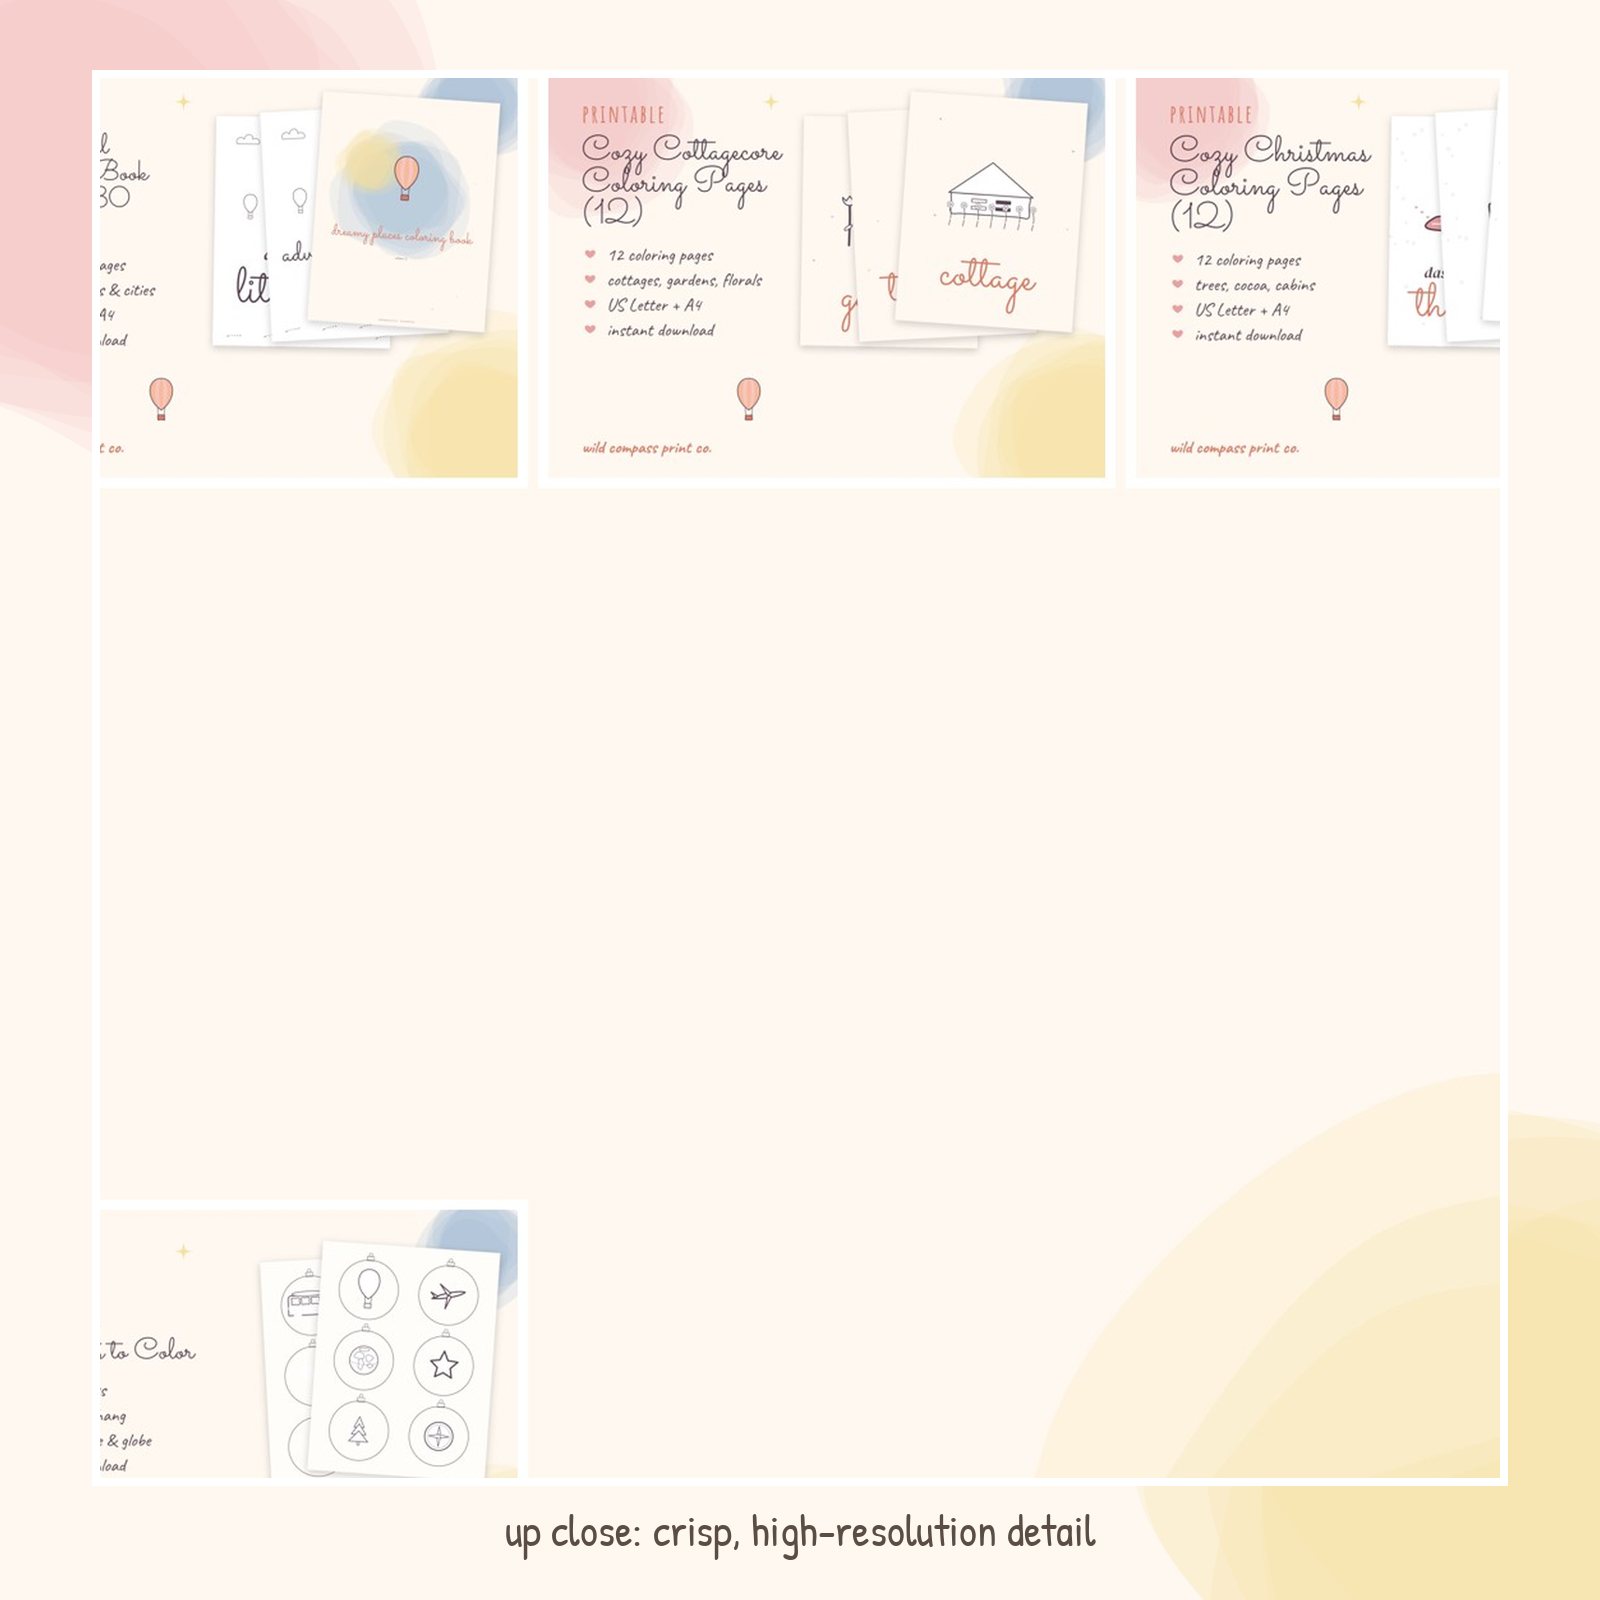 l
Book
30
ages
s & cities
A4
load
t co.
adv
lit
dreamy places coloring book
PRINTABLE
Cozy Cottagecore
Coloring Pages
(12)
12 coloring pages
cottages, gardens, florals
US Letter + A4
instant download
wild compass print co.
g
t
cottage
PRINTABLE
Cozy Christmas
Coloring Pages
(12)
12 coloring pages
trees, cocoa, cabins
US Letter + A4
instant download
wild compass print co.
das
th
to Color
s
hang
e & globe
load
up close: crisp, high-resolution detail